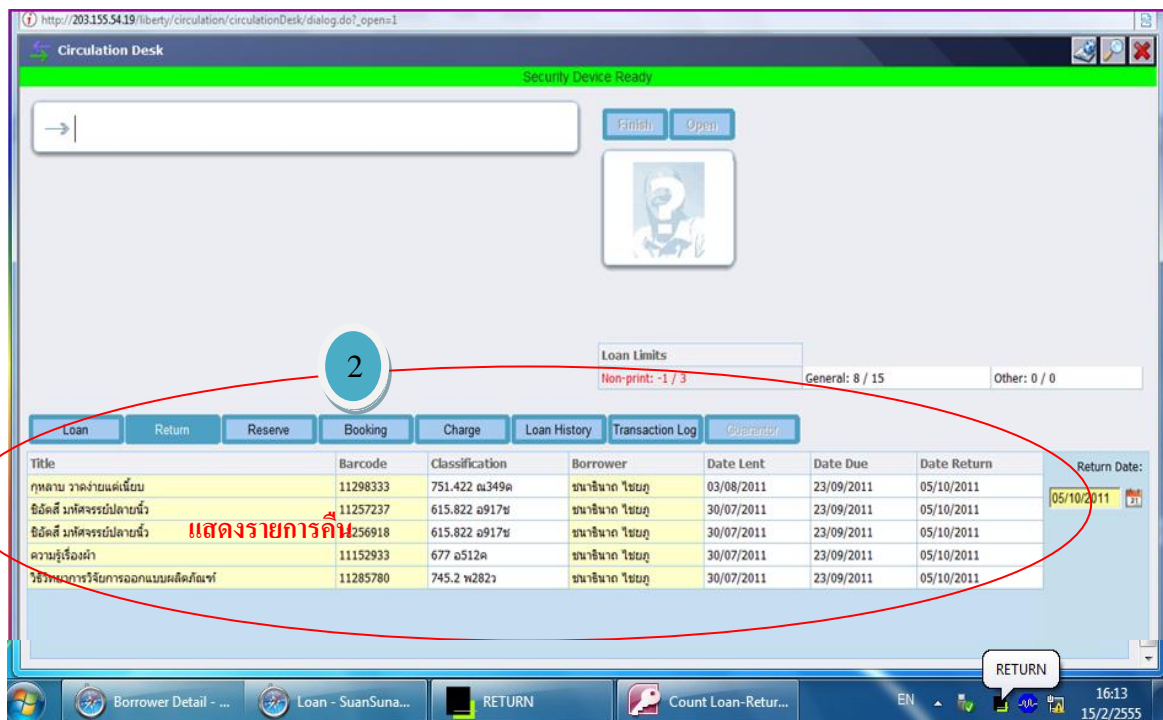 http://203.155.54.19/liberty/circulation/circulationDesk/dialog.do?_open=1
Circulation Desk
Security Device Ready
Finish Open
2
Loan Limits
Non-print: -1 / 3 General: 8 / 15 Other: 0 / 0
Loan Return Reserve Booking Charge Loan History Transaction Log Guarantor
Title Barcode Classification Borrower Date Lent Date Due Date Return Return Date:
กุหลาบ วาดง่ายแค่เนี้ยบ 11298333 751.422 ณ349ค ชนาธินาถ ไชยภู 03/08/2011 23/09/2011 05/10/2011 05/10/2011
ชิอัตสึ มหัศจรรย์ปลายนิ้ว 11257237 615.822 อ917ช ชนาธินาถ ไชยภู 30/07/2011 23/09/2011 05/10/2011
ชิอัตสึ มหัศจรรย์ปลายนิ้ว 11256918 615.822 อ917ช ชนาธินาถ ไชยภู 30/07/2011 23/09/2011 05/10/2011
แสดงรายการคืน
ความรู้เรื่องผ้า 11152933 677 อ512ค ชนาธินาถ ไชยภู 30/07/2011 23/09/2011 05/10/2011
วิธีวิทยาการวิจัยการออกแบบผลิตภัณฑ์ 11285780 745.2 พ282ว ชนาธินาถ ไชยภู 30/07/2011 23/09/2011 05/10/2011
RETURN
Borrower Detail - ... Loan - SuanSuna... RETURN Count Loan-Retur... EN 16:13
15/2/2555